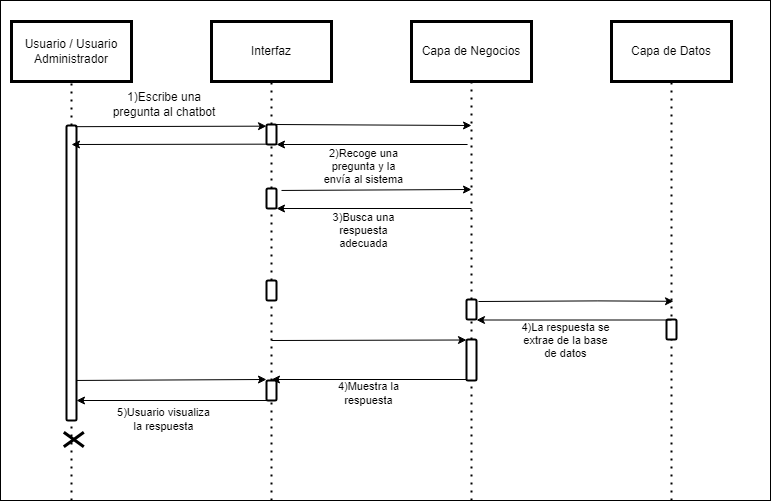 Usuario / Usuario
Administrador
Interfaz
Capa de Negocios
Capa de Datos
1)Escribe una
pregunta al chatbot
2)Recoge una
pregunta y la
envía al sistema
3)Busca una
respuesta
adecuada
4)La respuesta se
extrae de la base
de datos
4)Muestra la
respuesta
5)Usuario visualiza
la respuesta